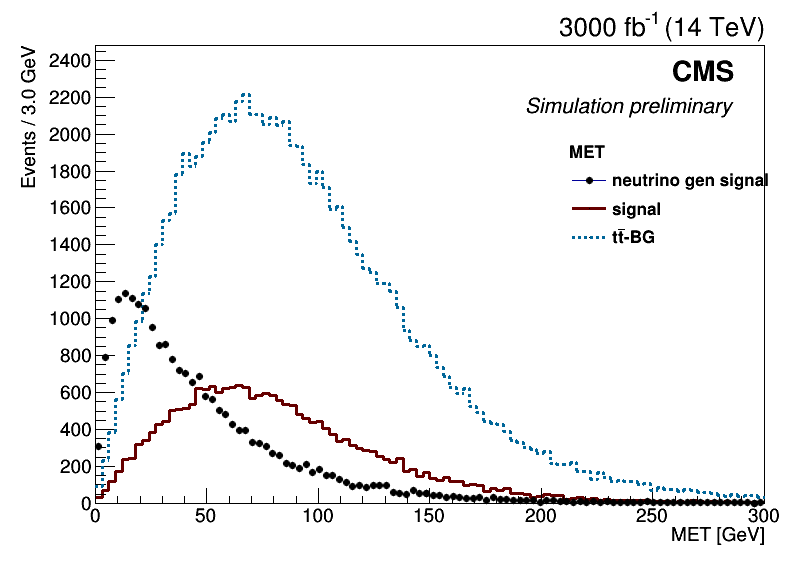 3000 fb⁻¹ (14 TeV)
Events / 3.0 GeV
2400
2200
2000
1800
1600
1400
1200
1000
800
600
400
200
0
CMS
Simulation preliminary
MET
neutrino gen signal
signal
tt̄-BG
0 50 100 150 200 250 300
MET [GeV]